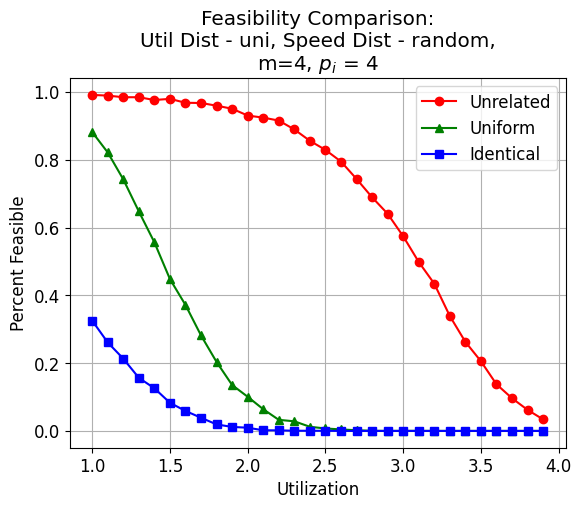 Feasibility Comparison:
Util Dist - uni, Speed Dist - random,
m=4, $p_i$ = 4
Unrelated
Uniform
Identical
Percent Feasible
1.0
0.8
0.6
0.4
0.2
0.0
1.0 1.5 2.0 2.5 3.0 3.5 4.0
Utilization